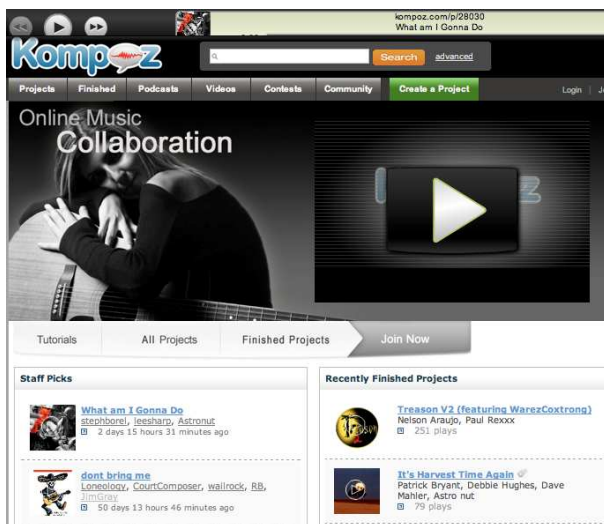 kompoz.com/p/28030
What am I Gonna Do
Kompoz
Search
advanced
Projects
Finished
Podcasts
Videos
Contests
Community
Create a Project
Login
Online Music
Collaboration
Tutorials
All Projects
Finished Projects
Join Now
Staff Picks
What am I Gonna Do
stephborel, leesharp, Astronut
2 days 15 hours 31 minutes ago
dont bring me
Loneology, CourtComposer, wailrock, RB,
JimGray
50 days 13 hours 46 minutes ago
Recently Finished Projects
Treason V2 (featuring WarezCoxtrong)
Nelson Araujo, Paul Rexxx
251 plays
It's Harvest Time Again
Patrick Bryant, Debbie Hughes, Dave
Mahler, Astro nut
79 plays